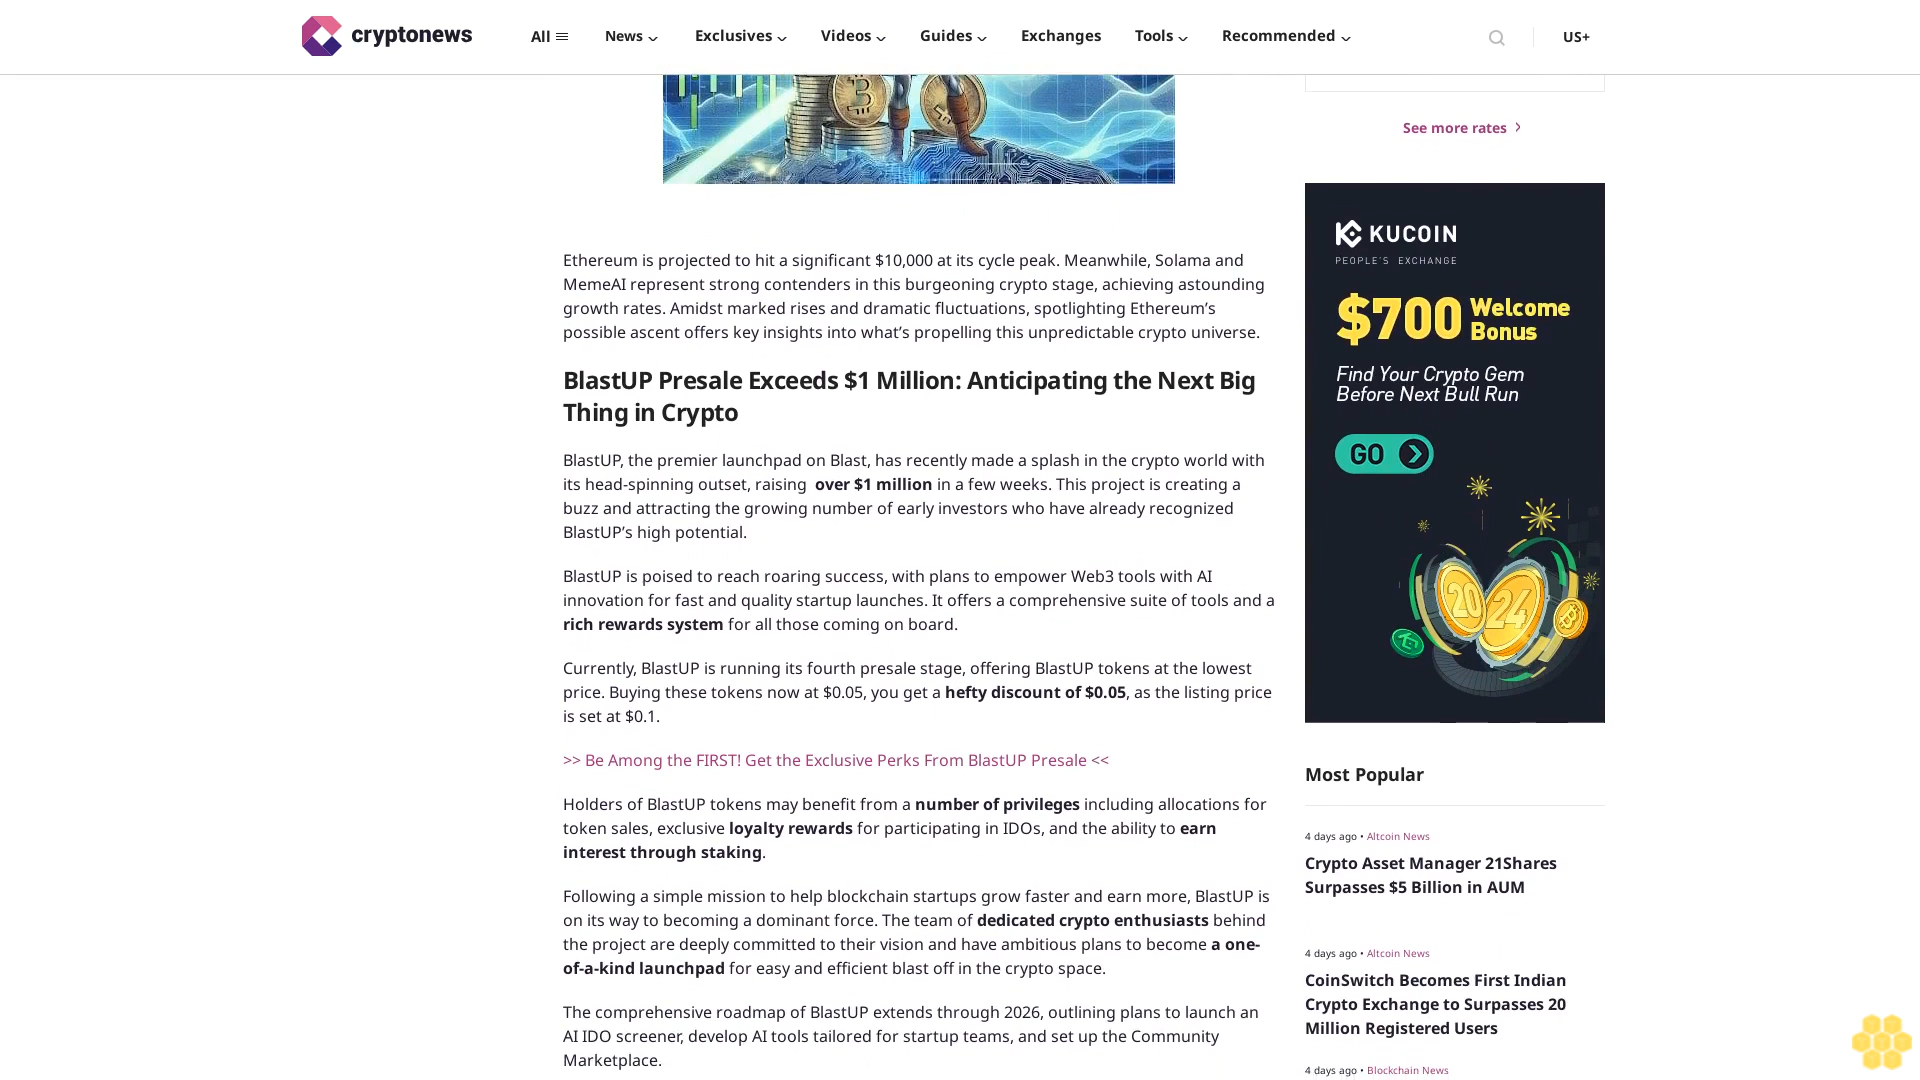 cryptonews
All
News
Exclusives
Videos
Guides
Exchanges
Tools
Recommended
US+
See more rates
Ethereum is projected to hit a significant $10,000 at its cycle peak. Meanwhile, Solama and
MemeAI represent strong contenders in this burgeoning crypto stage, achieving astounding
growth rates. Amidst marked rises and dramatic fluctuations, spotlighting Ethereum’s
possible ascent offers key insights into what’s propelling this unpredictable crypto universe.
BlastUP Presale Exceeds $1 Million: Anticipating the Next Big
Thing in Crypto
BlastUP, the premier launchpad on Blast, has recently made a splash in the crypto world with
its head-spinning outset, raising over $1 million in a few weeks. This project is creating a
buzz and attracting the growing number of early investors who have already recognized
BlastUP’s high potential.
BlastUP is poised to reach roaring success, with plans to empower Web3 tools with AI
innovation for fast and quality startup launches. It offers a comprehensive suite of tools and a
rich rewards system for all those coming on board.
Currently, BlastUP is running its fourth presale stage, offering BlastUP tokens at the lowest
price. Buying these tokens now at $0.05, you get a hefty discount of $0.05, as the listing price
is set at $0.1.
>> Be Among the FIRST! Get the Exclusive Perks From BlastUP Presale <<
Holders of BlastUP tokens may benefit from a number of privileges including allocations for
token sales, exclusive loyalty rewards for participating in IDOs, and the ability to earn
interest through staking.
Following a simple mission to help blockchain startups grow faster and earn more, BlastUP is
on its way to becoming a dominant force. The team of dedicated crypto enthusiasts behind
the project are deeply committed to their vision and have ambitious plans to become a one-
of-a-kind launchpad for easy and efficient blast off in the crypto space.
The comprehensive roadmap of BlastUP extends through 2026, outlining plans to launch an
AI IDO screener, develop AI tools tailored for startup teams, and set up the Community
Marketplace.
KUCOIN
PEOPLE'S EXCHANGE
$700 Welcome
Bonus
Find Your Crypto Gem
Before Next Bull Run
GO
20 24
Most Popular
4 days ago • Altcoin News
Crypto Asset Manager 21Shares
Surpasses $5 Billion in AUM
4 days ago • Altcoin News
CoinSwitch Becomes First Indian
Crypto Exchange to Surpasses 20
Million Registered Users
4 days ago • Blockchain News